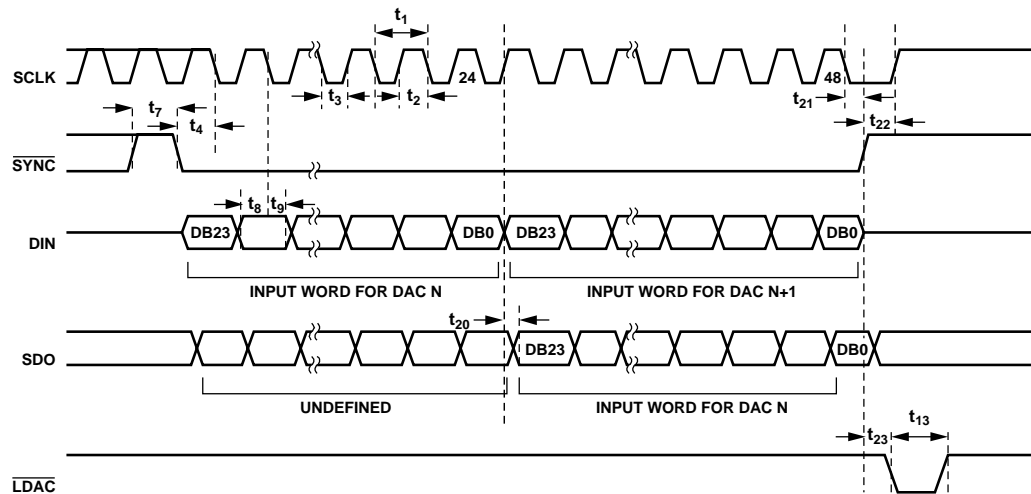 t1
SCLK
24
48
t3
t2
t21
t7
t4
t22
SYNC
t8
t9
DIN
DB23
DB0
DB23
DB0
INPUT WORD FOR DAC N
INPUT WORD FOR DAC N+1
t20
SDO
DB23
DB0
UNDEFINED
INPUT WORD FOR DAC N
t13
t23
LDAC